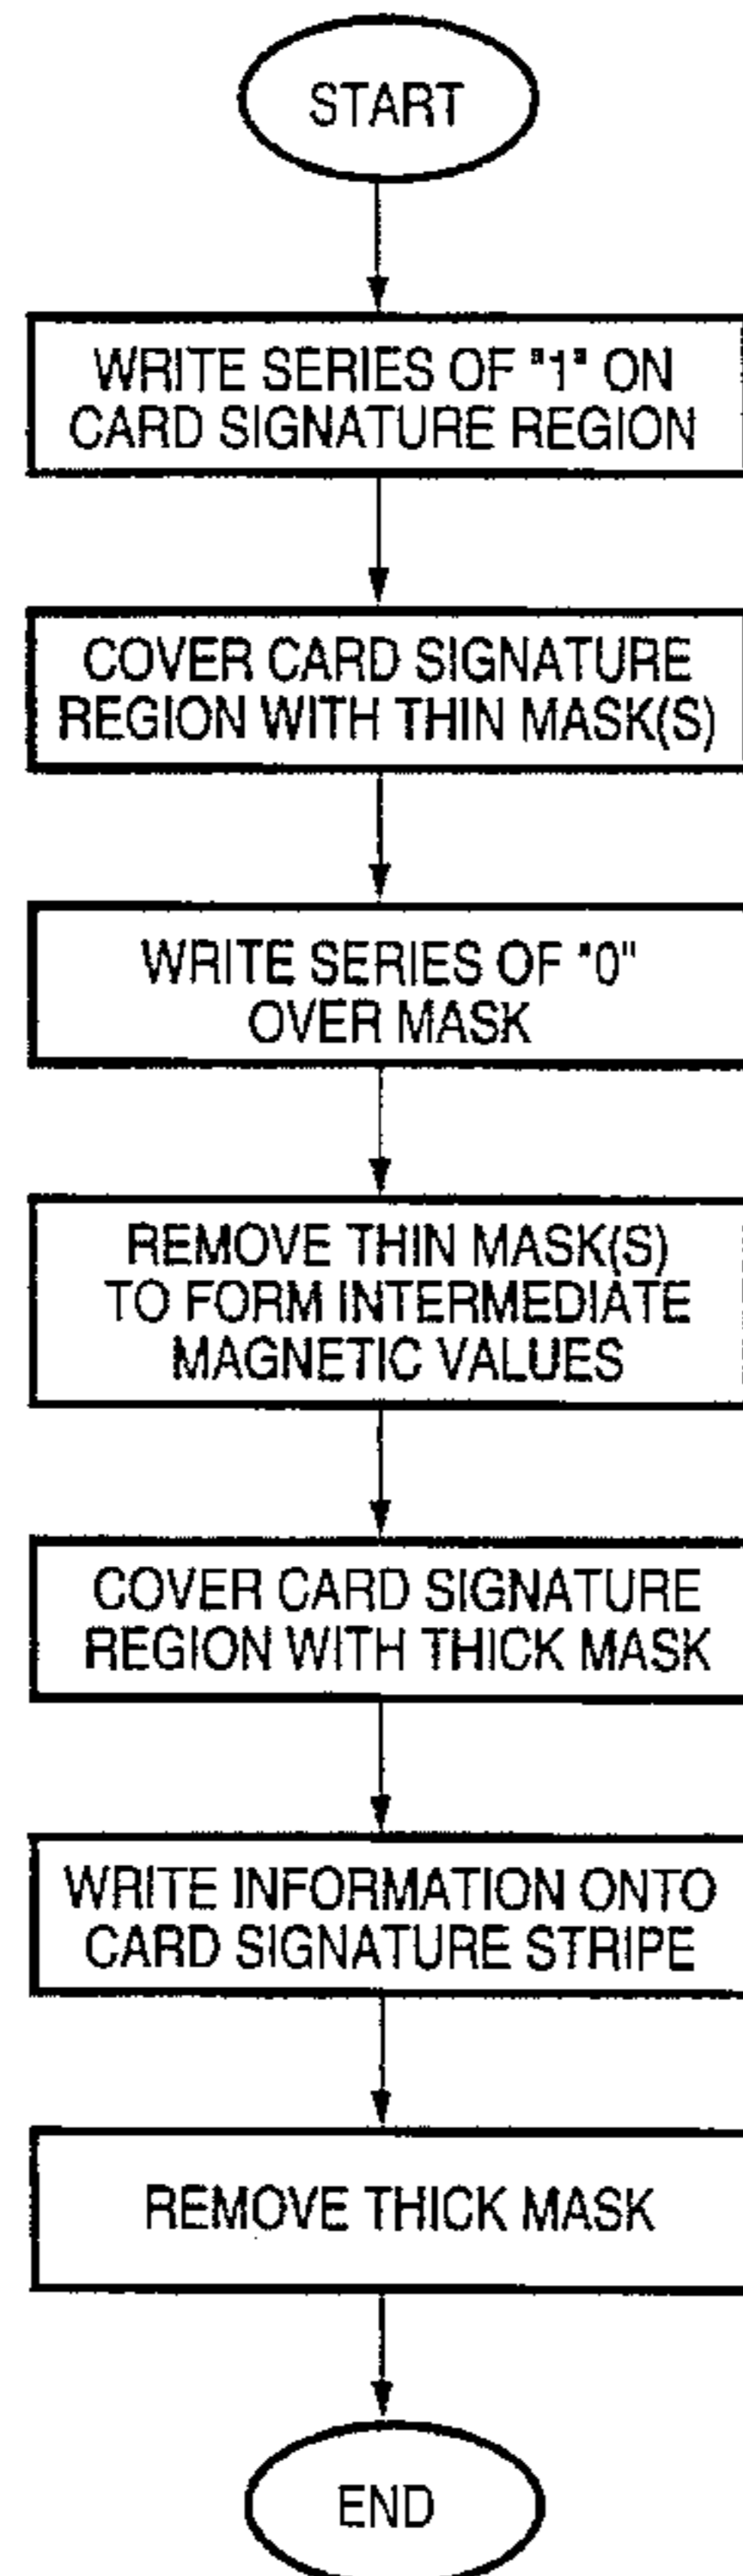 START
WRITE SERIES OF "1" ON
CARD SIGNATURE REGION
COVER CARD SIGNATURE
REGION WITH THIN MASK(S)
WRITE SERIES OF "0"
OVER MASK
REMOVE THIN MASK(S)
TO FORM INTERMEDIATE
MAGNETIC VALUES
COVER CARD SIGNATURE
REGION WITH THICK MASK
WRITE INFORMATION ONTO
CARD SIGNATURE STRIPE
REMOVE THICK MASK
END